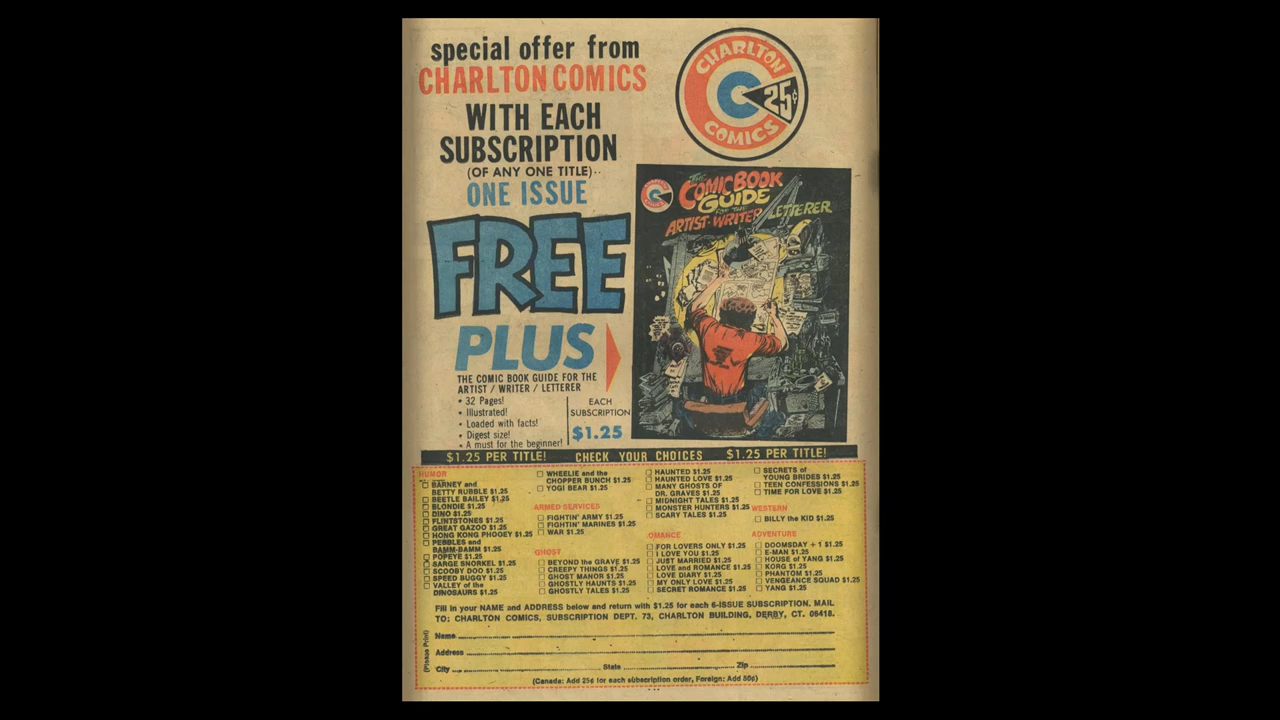 special offer from
CHARLTON COMICS
WITH EACH
SUBSCRIPTION
(OF ANY ONE TITLE)··
ONE ISSUE
FREE
PLUS
THE COMIC BOOK GUIDE FOR THE
ARTIST / WRITER / LETTERER
• 32 Pages!
• Illustrated!
• Loaded with facts!
• Digest size!
• A must for the beginner!
EACH
SUBSCRIPTION
$1.25
CHARLTON
C 25¢
COMICS
CHARLTON
COMICS
THE
COMIC BOOK
GUIDE
FOR THE
ARTIST·WRITER LETTERER
$1.25 PER TITLE! CHECK YOUR CHOICES $1.25 PER TITLE!
HUMOR
BARNEY and
BETTY RUBBLE $1.25
BEETLE BAILEY $1.25
BLONDIE $1.25
DINO $1.25
FLINTSTONES $1.25
GREAT GAZOO $1.25
HONG KONG PHOOEY $1.25
PEBBLES and
BAMM-BAMM $1.25
POPEYE $1.25
SARGE SNORKEL $1.25
SCOOBY DOO $1.25
SPEED BUGGY $1.25
VALLEY of the
DINOSAURS $1.25
WHEELIE and the
CHOPPER BUNCH $1.25
YOGI BEAR $1.25
ARMED SERVICES
FIGHTIN' ARMY $1.25
FIGHTIN' MARINES $1.25
WAR $1.25
GHOST
BEYOND the GRAVE $1.25
CREEPY THINGS $1.25
GHOST MANOR $1.25
GHOSTLY HAUNTS $1.25
GHOSTLY TALES $1.25
HAUNTED $1.25
HAUNTED LOVE $1.25
MANY GHOSTS OF
DR. GRAVES $1.25
MIDNIGHT TALES $1.25
MONSTER HUNTERS $1.25
SCARY TALES $1.25
OMANCE
FOR LOVERS ONLY $1.25
I LOVE YOU $1.25
JUST MARRIED $1.25
LOVE and ROMANCE $1.25
LOVE DIARY $1.25
MY ONLY LOVE $1.25
SECRET ROMANCE $1.25
SECRETS of
YOUNG BRIDES $1.25
TEEN CONFESSIONS $1.25
TIME FOR LOVE $1.25
WESTERN
BILLY the KID $1.25
ADVENTURE
DOOMSDAY + 1 $1.25
E-MAN $1.25
HOUSE of YANG $1.25
KORG $1.25
PHANTOM $1.25
VENGEANCE SQUAD $1.25
YANG $1.25
Fill in your NAME and ADDRESS below and return with $1.25 for each 6-ISSUE SUBSCRIPTION. MAIL
TO: CHARLTON COMICS, SUBSCRIPTION DEPT. 73, CHARLTON BUILDING, DERBY, CT. 06418.
(Please Print)
Name
Address
City State Zip
(Canada: Add 25¢ for each subscription order, Foreign: Add 50¢)